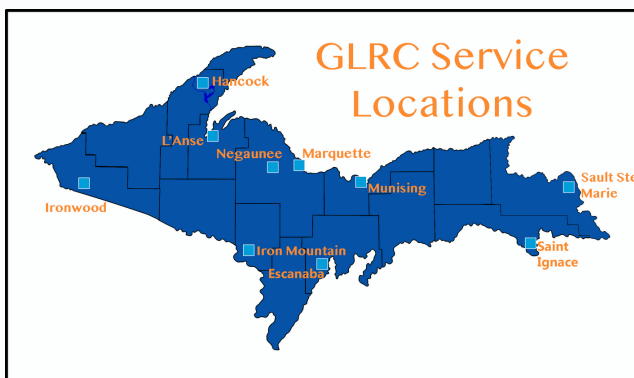 GLRC Service
Locations
Hancock
L'Anse
Negaunee
Marquette
Munising
Sault Ste
Marie
Ironwood
Iron Mountain
Saint
Ignace
Escanaba